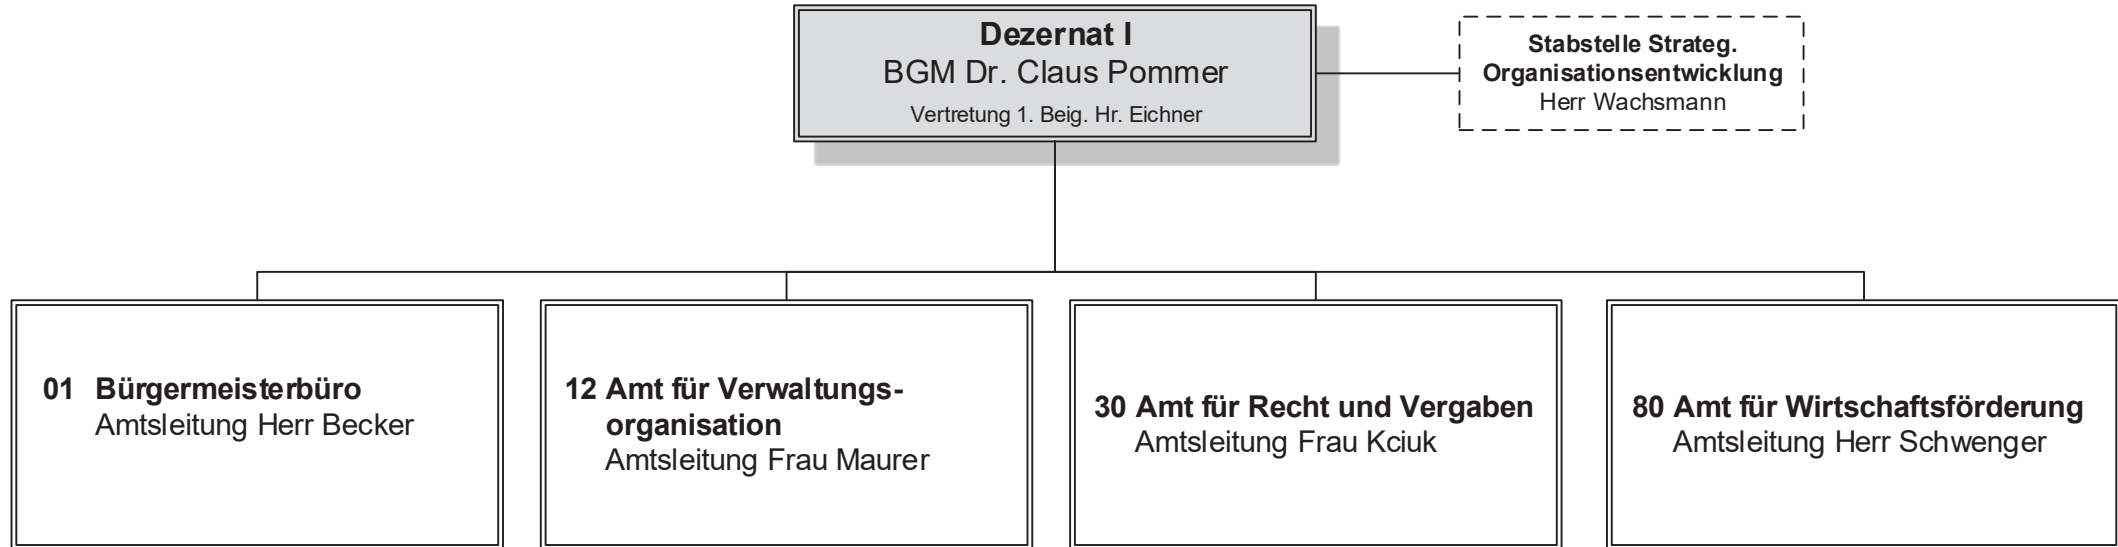 Dezernat I
BGM Dr. Claus Pommer
Vertretung 1. Beig. Hr. Eichner
Stabstelle Strateg.
Organisationsentwicklung
Herr Wachsmann
01 Bürgermeisterbüro
Amtsleitung Herr Becker
12 Amt für Verwaltungs-
organisation
Amtsleitung Frau Maurer
30 Amt für Recht und Vergaben
Amtsleitung Frau Kciuk
80 Amt für Wirtschaftsförderung
Amtsleitung Herr Schwenger